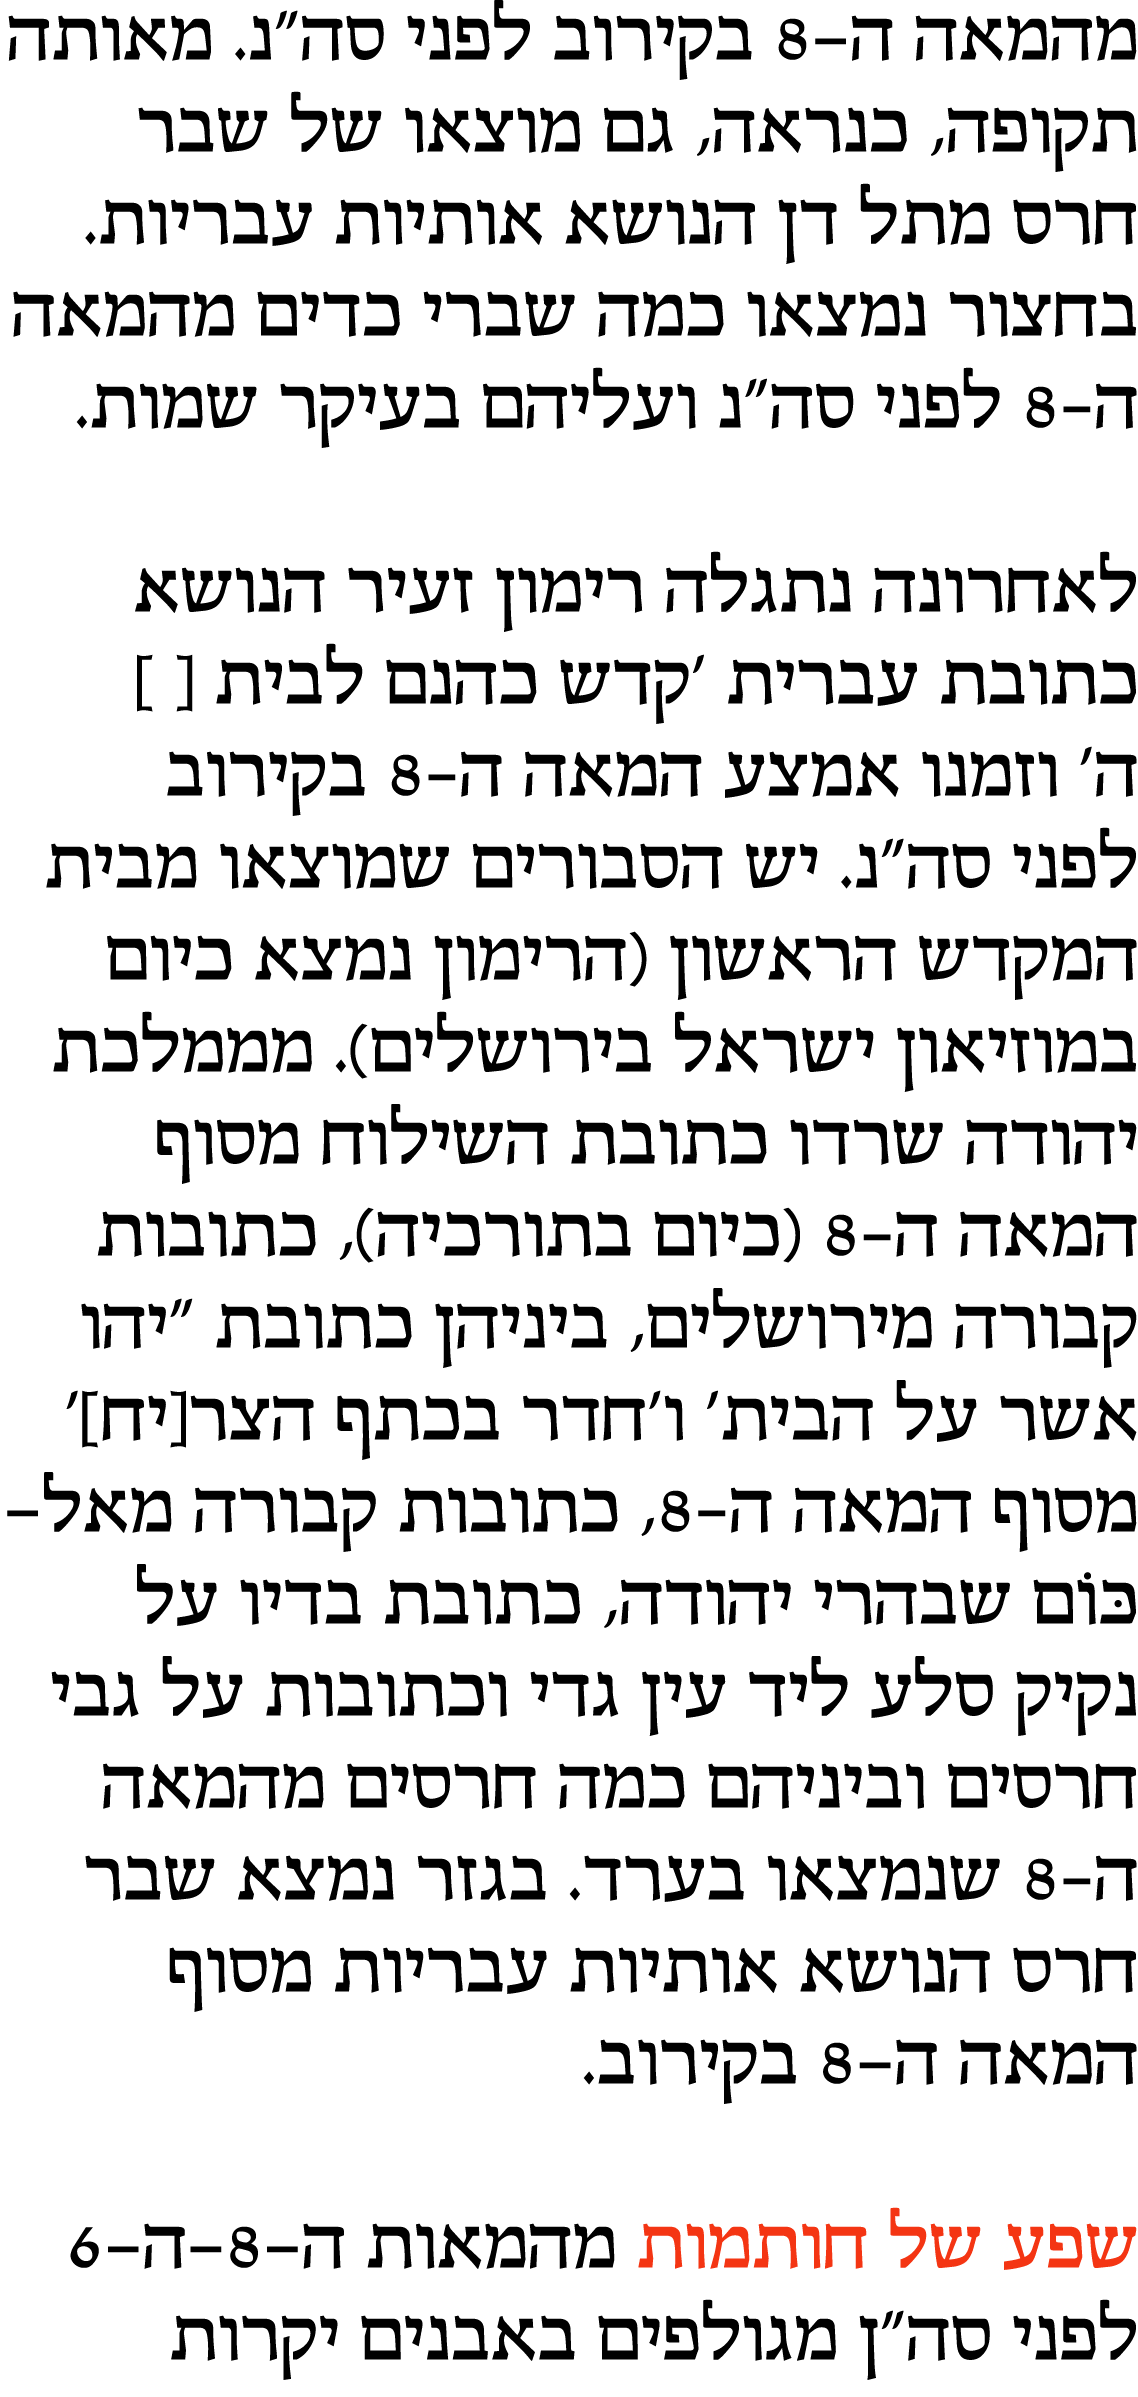 מהמאה ה-8 בקירוב לפני סה"נ. מאותה
תקופה, כנראה, גם מוצאו של שבר
חרס מתל דן הנושא אותיות עבריות.
בחצור נמצאו כמה שברי כדים מהמאה
ה-8 לפני סה"נ ועליהם בעיקר שמות.
לאחרונה נתגלה רימון זעיר הנושא
כתובת עברית 'קדש כהנם לבית [ ]
ה' וזמנו אמצע המאה ה-8 בקירוב
לפני סה"נ. יש הסבורים שמוצאו מבית
המקדש הראשון (הרימון נמצא כיום
במוזיאון ישראל בירושלים). מממלכת
יהודה שרדו כתובת השילוח מסוף
המאה ה-8 (כיום בתורכיה), כתובות
קבורה מירושלים, ביניהן כתובת "יהו
אשר על הבית' ו'חדר בכתף הצר[יח]'
מסוף המאה ה-8, כתובות קבורה מאל-
כּוֹם שבהרי יהודה, כתובת בדיו על
נקיק סלע ליד עין גדי וכתובות על גבי
חרסים וביניהם כמה חרסים מהמאה
ה-8 שנמצאו בערד. בגזר נמצא שבר
חרס הנושא אותיות עבריות מסוף
המאה ה-8 בקירוב.
שפע של חותמות מהמאות ה-8-ה-6
לפני סה"ן מגולפים באבנים יקרות